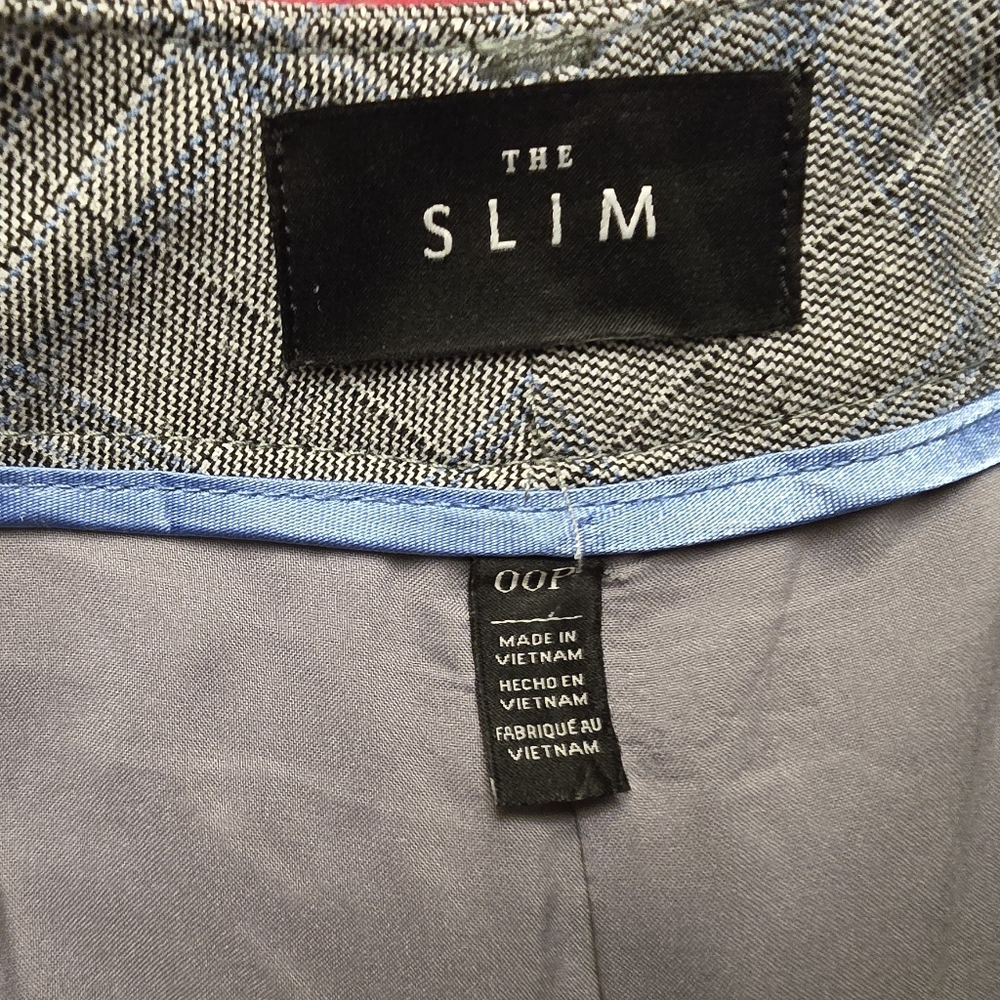 THE
SLIM
00P
MADE IN
VIETNAM
HECHO EN
VIETNAM
FABRIQUÉ AU
VIETNAM